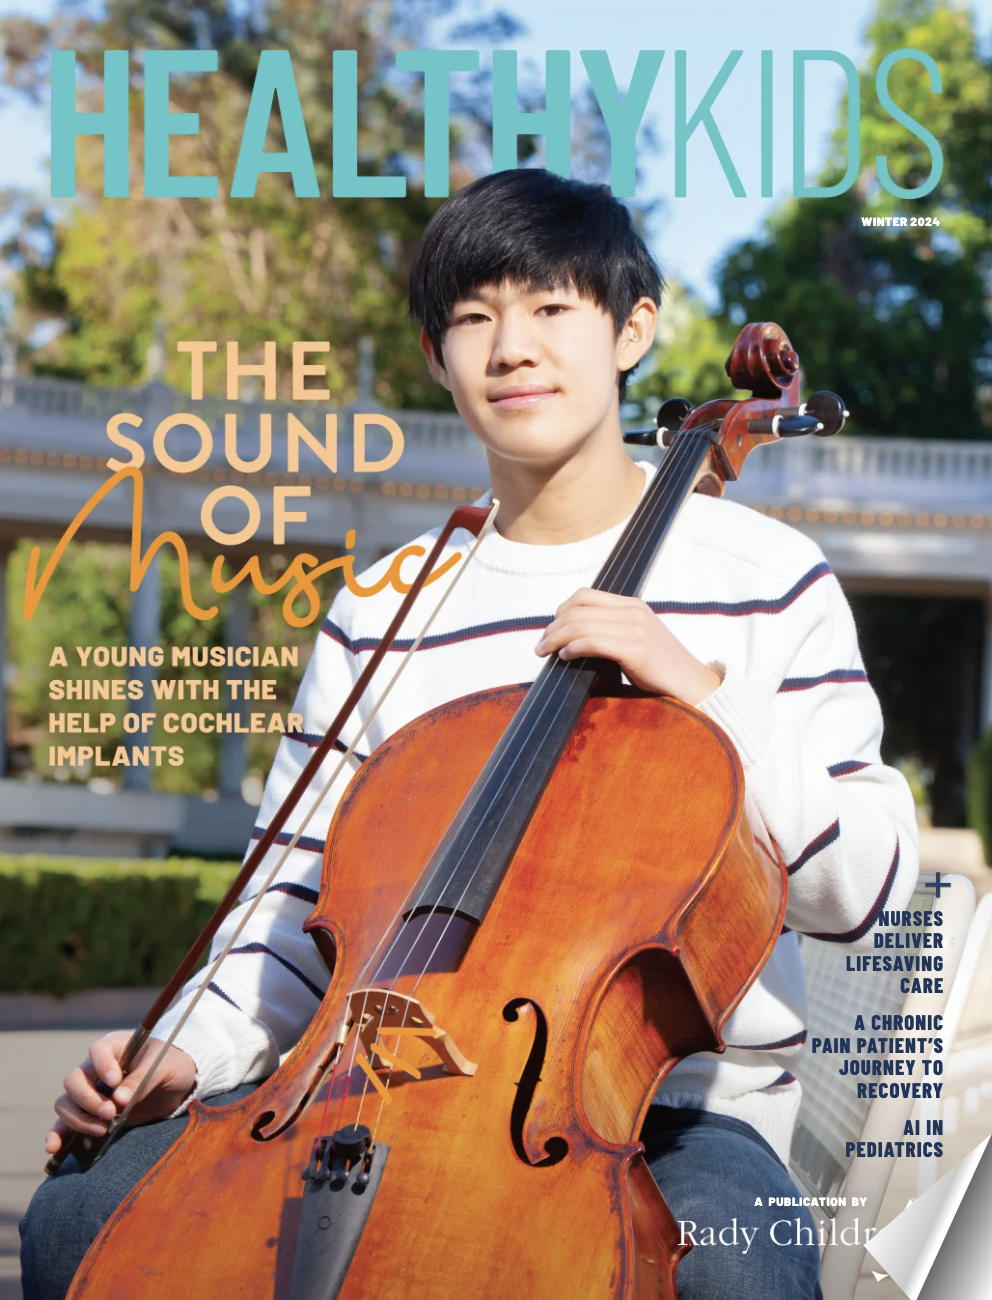 HEALTHYKIDS
WINTER 2024
THE
SOUND
OF
Music
A YOUNG MUSICIAN
SHINES WITH THE
HELP OF COCHLEAR
IMPLANTS
+
NURSES
DELIVER
LIFESAVING
CARE
A CHRONIC
PAIN PATIENT'S
JOURNEY TO
RECOVERY
AI IN
PEDIATRICS
A PUBLICATION BY
Rady